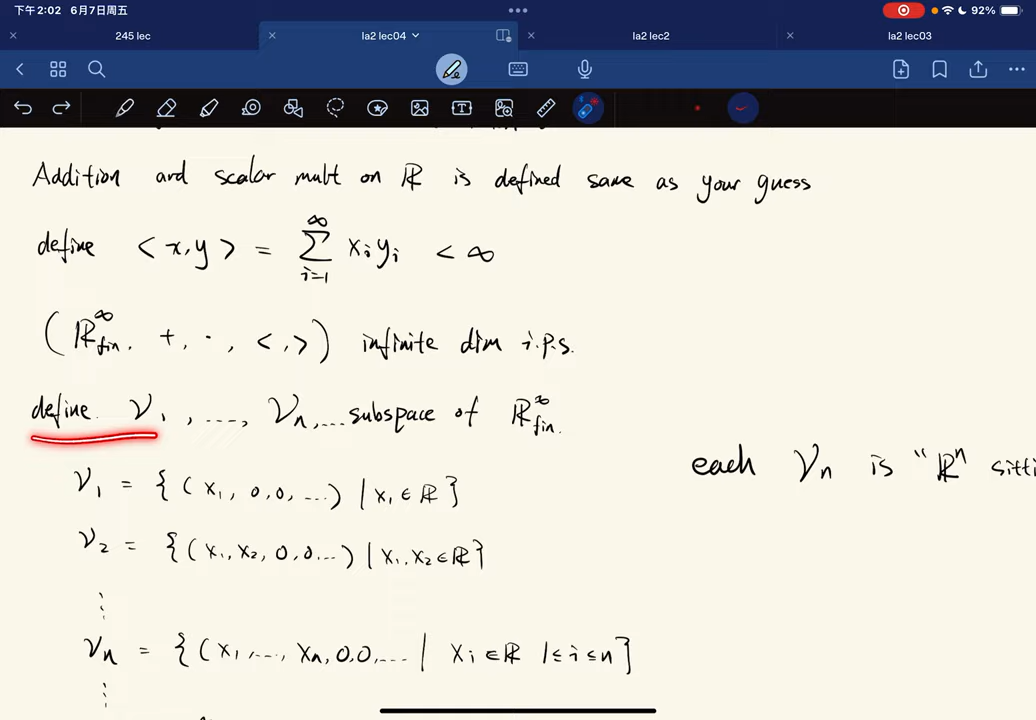 下午2:02 6月7日周五
92%
245 lec
la2 lec04
la2 lec2
la2 lec03
Addition and scalar mult on ℝ is defined same as your guess
define <x,y> = ∑_{i=1}^{∞} x_i y_i < ∞
(ℝ^∞_fin, +, ·, <,>) infinite dim i.p.s.
define V_1, ..., V_n, ... subspace of ℝ^∞_fin.
each V_n is "ℝ^n sitti
V_1 = {(x_1, 0,0, ...) | x_1 ∈ ℝ}
V_2 = {(x_1, x_2, 0, 0...) | x_1, x_2 ∈ ℝ}
⋮
V_n = {(x_1, ..., x_n, 0,0, ... | x_i ∈ ℝ 1≤i≤n}
⋮